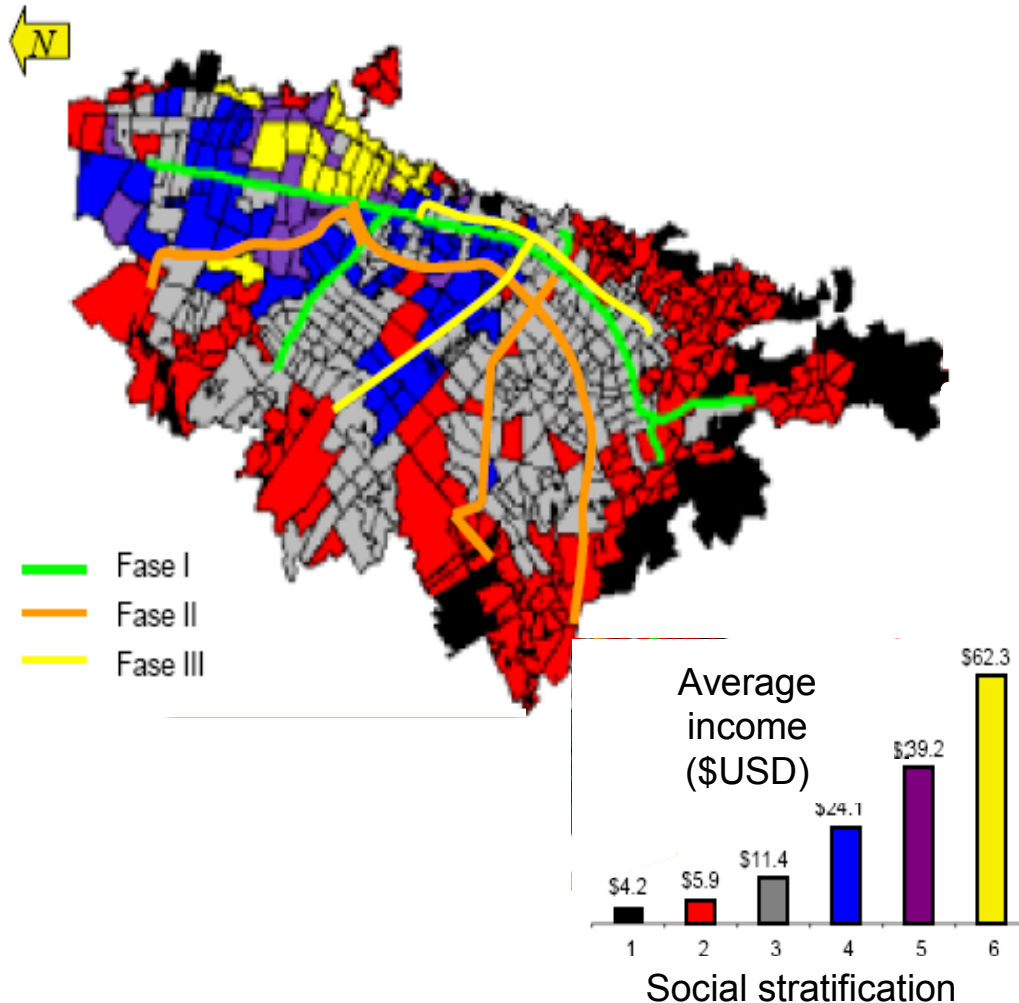 N
Fase I
Fase II
Fase III
Average
income
($USD)
$4.2
$5.9
$11.4
$24.1
$39.2
$62.3
1 2 3 4 5 6
Social stratification